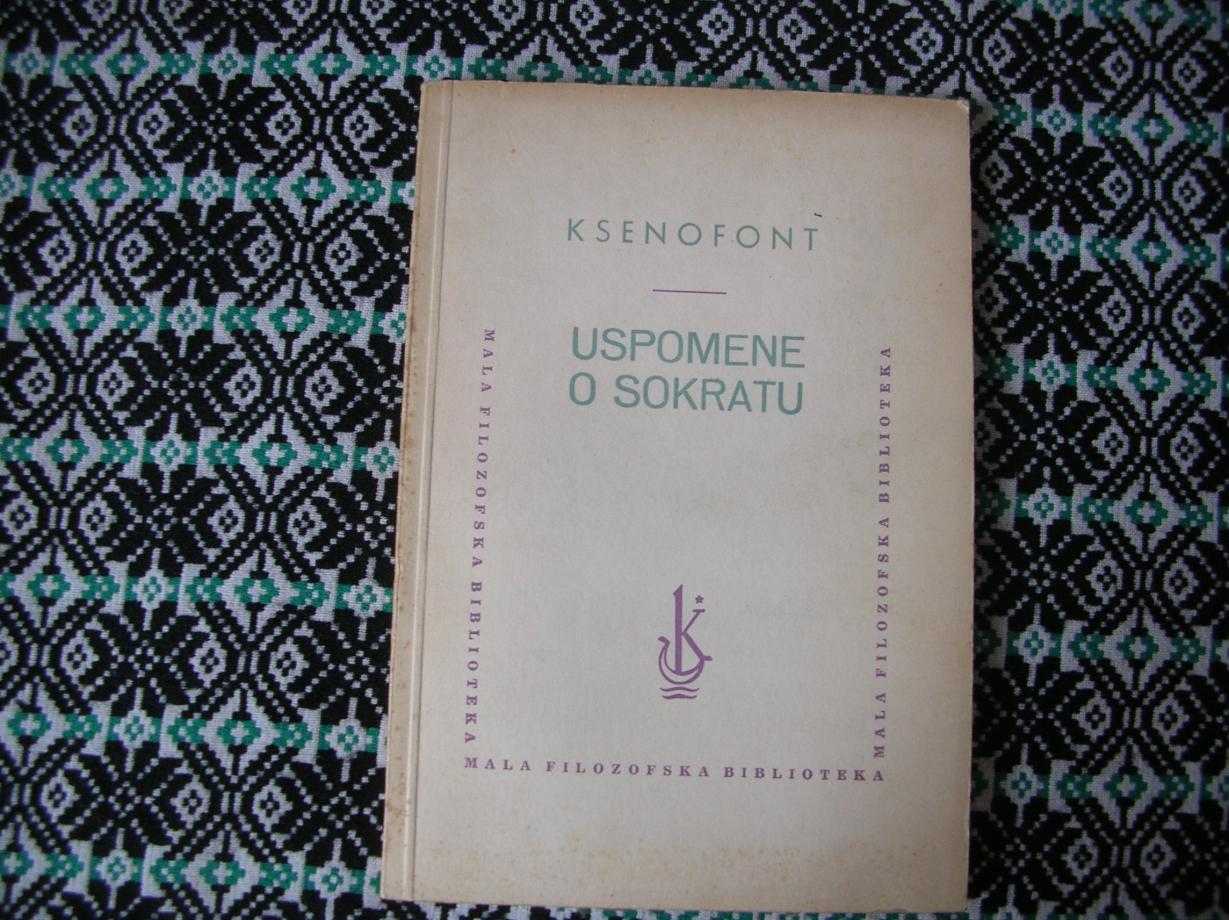 KSENOFONT
USPOMENE
O SOKRATU
MALA FILOZOFSKA BIBLIOTEKA
MALA FILOZOFSKA BIBLIOTEKA
MALA FILOZOFSKA BIBLIOTEKA
k